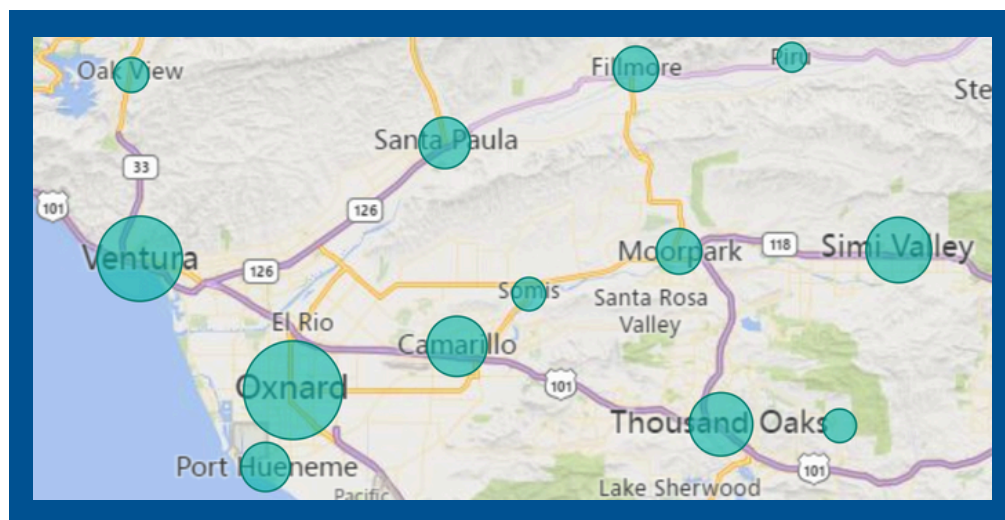 Oak View
Fillmore
Piru
Ste
Santa Paula
33
101
126
Ventura
126
Moorpark
118
Simi Valley
Somis
Santa Rosa
Valley
El Rio
Camarillo
Oxnard
101
Thousand Oaks
Port Hueneme
101
Lake Sherwood
Pacific